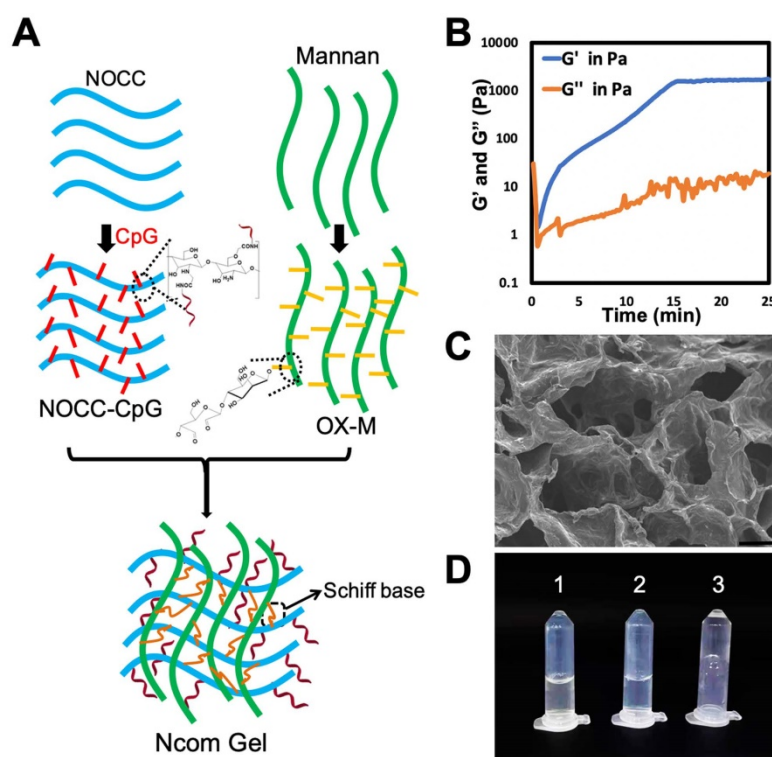 A
NOCC
Mannan
CpG
NOCC-CpG
OX-M
Schiff base
Ncom Gel
B
G' in Pa
G'' in Pa
G' and G'' (Pa)
10000
1000
100
10
1
0.1
0 5 10 15 20 25
Time (min)
C
D
1 2 3